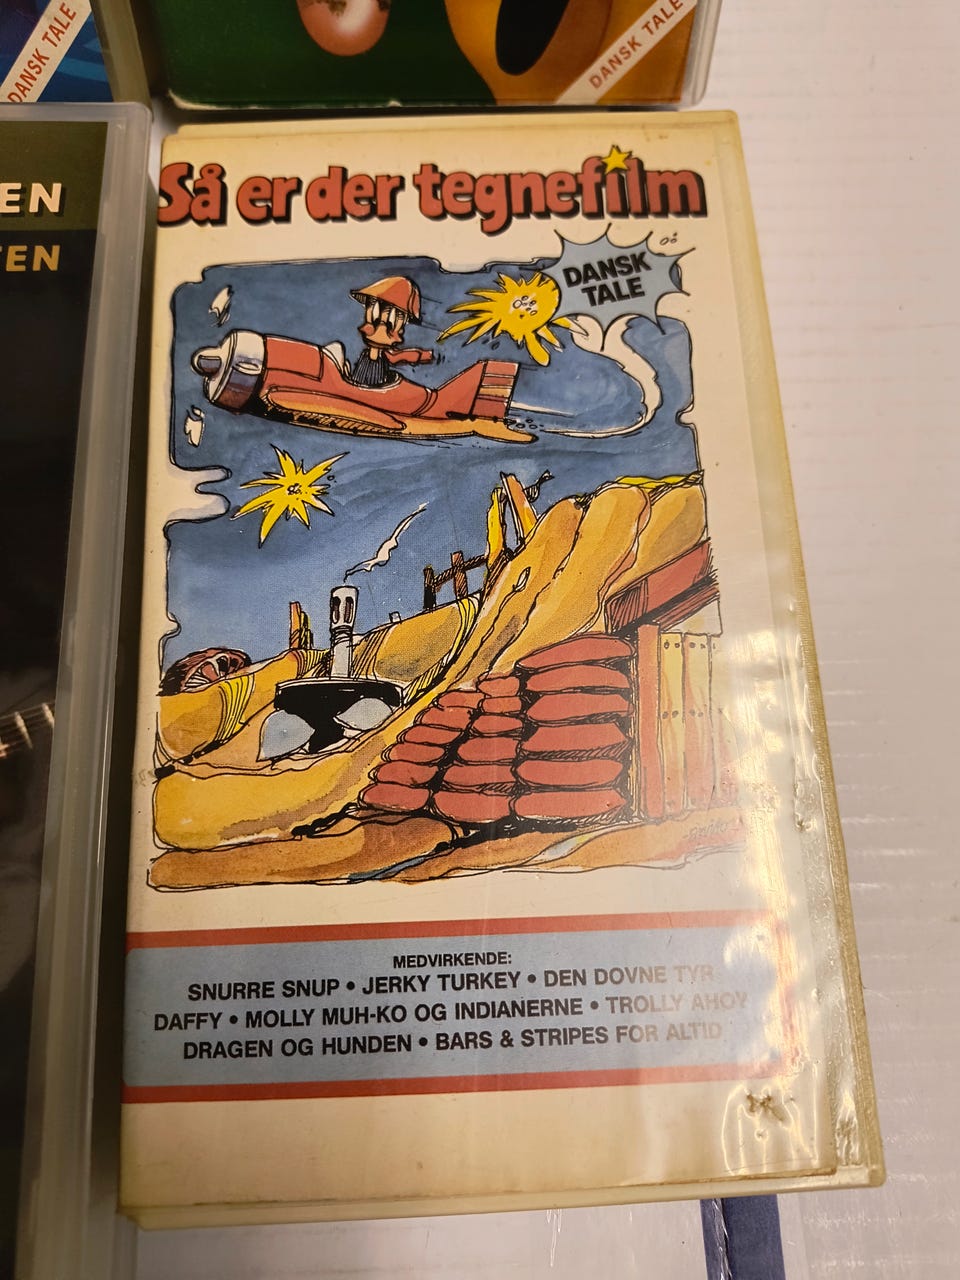 DANSK TALE
DANSK TALE
EN
TEN
Så er der tegnefilm
DANSK
TALE
MEDVIRKENDE:
SNURRE SNUP • JERKY TURKEY • DEN DOVNE TYR
DAFFY • MOLLY MUH-KO OG INDIANERNE • TROLLY AHOY
DRAGEN OG HUNDEN • BARS & STRIPES FOR ALTID